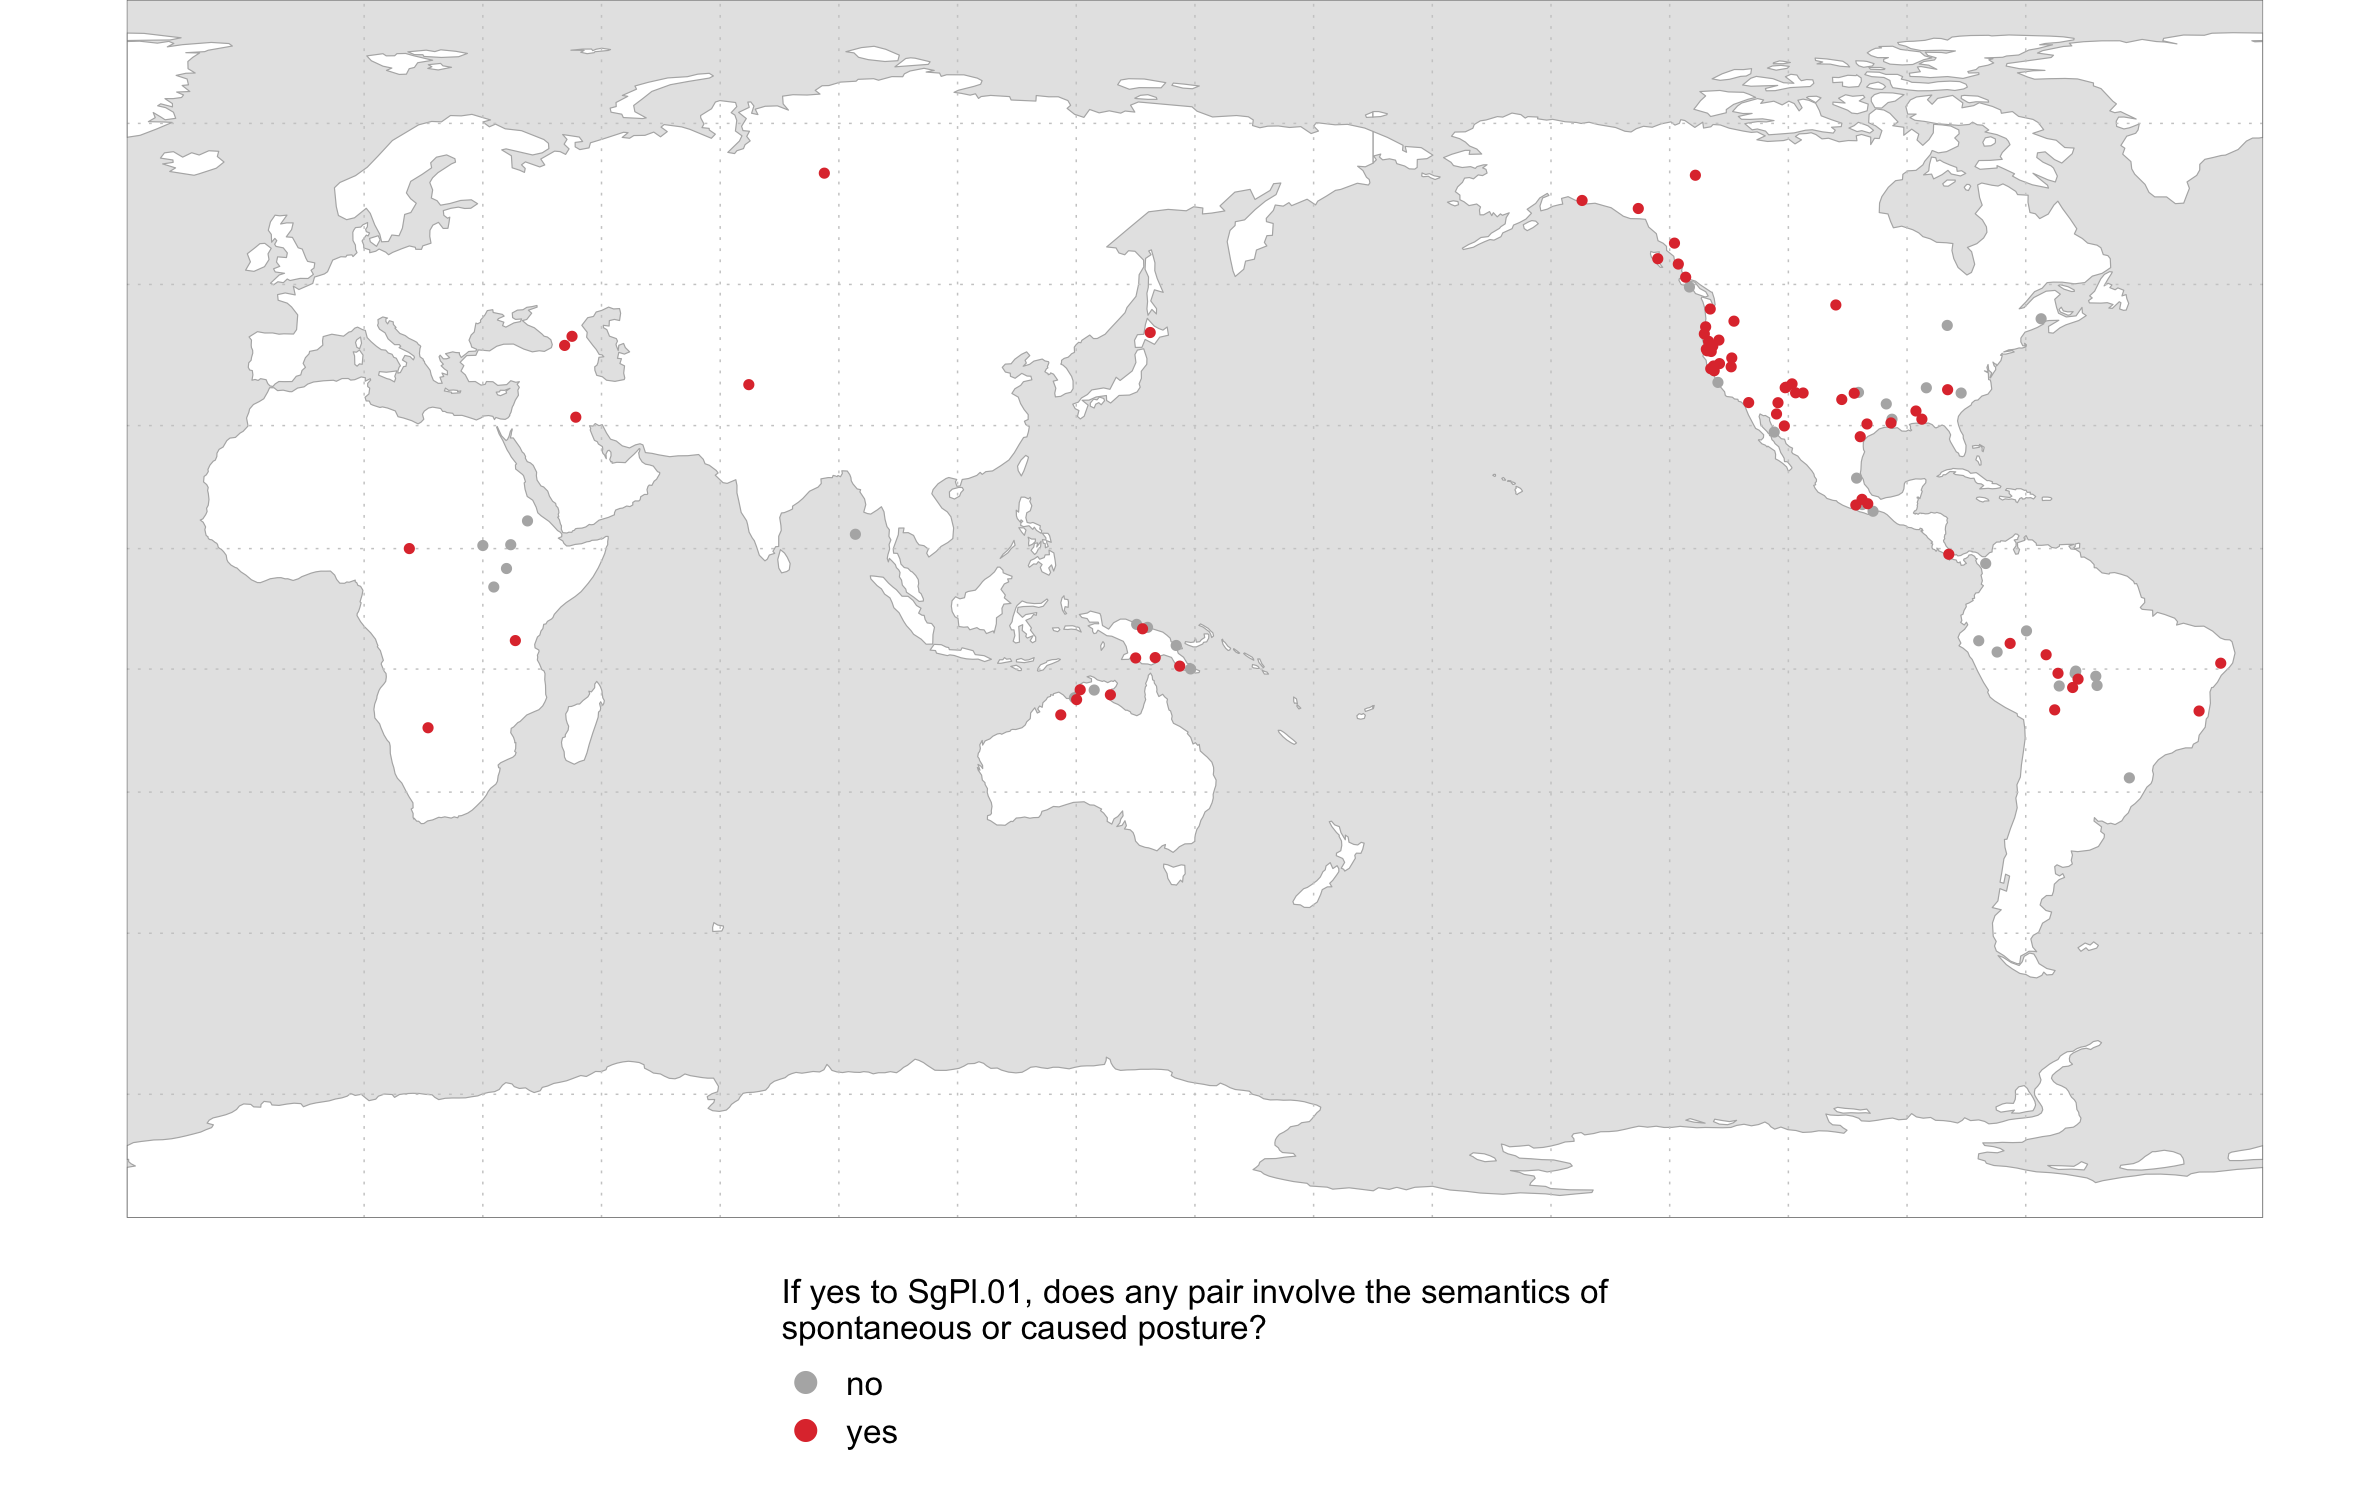 If yes to SgPl.01, does any pair involve the semantics of
spontaneous or caused posture?
no
yes